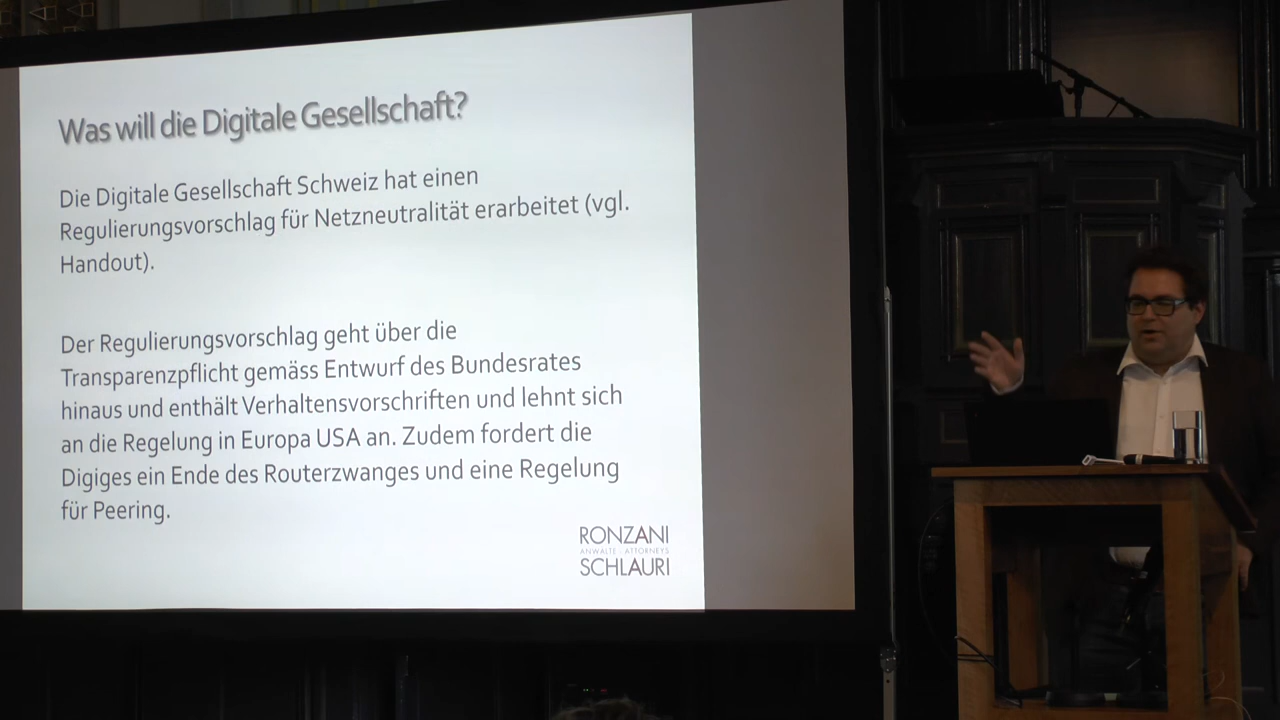 Was will die Digitale Gesellschaft?
Die Digitale Gesellschaft Schweiz hat einen
Regulierungsvorschlag für Netzneutralität erarbeitet (vgl.
Handout).
Der Regulierungsvorschlag geht über die
Transparenzpflicht gemäss Entwurf des Bundesrates
hinaus und enthält Verhaltensvorschriften und lehnt sich
an die Regelung in Europa USA an. Zudem fordert die
Digiges ein Ende des Routerzwanges und eine Regelung
für Peering.
RONZANI
ANWÄLTE · ATTORNEYS
SCHLAURI